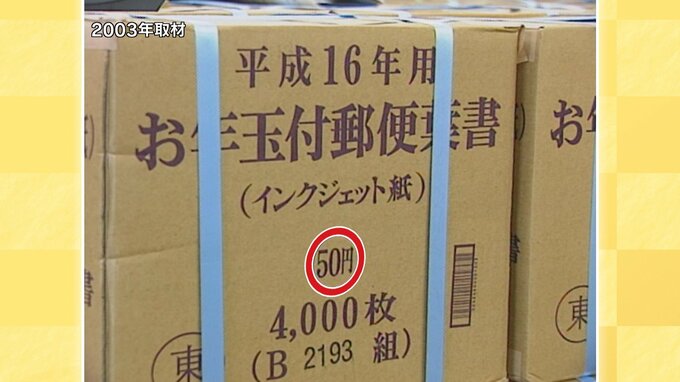 2003年取材
平成16年用
お年玉付郵便葉書
(インクジェット紙)
50円
4,000枚
(B 2193 組)
東
書
東